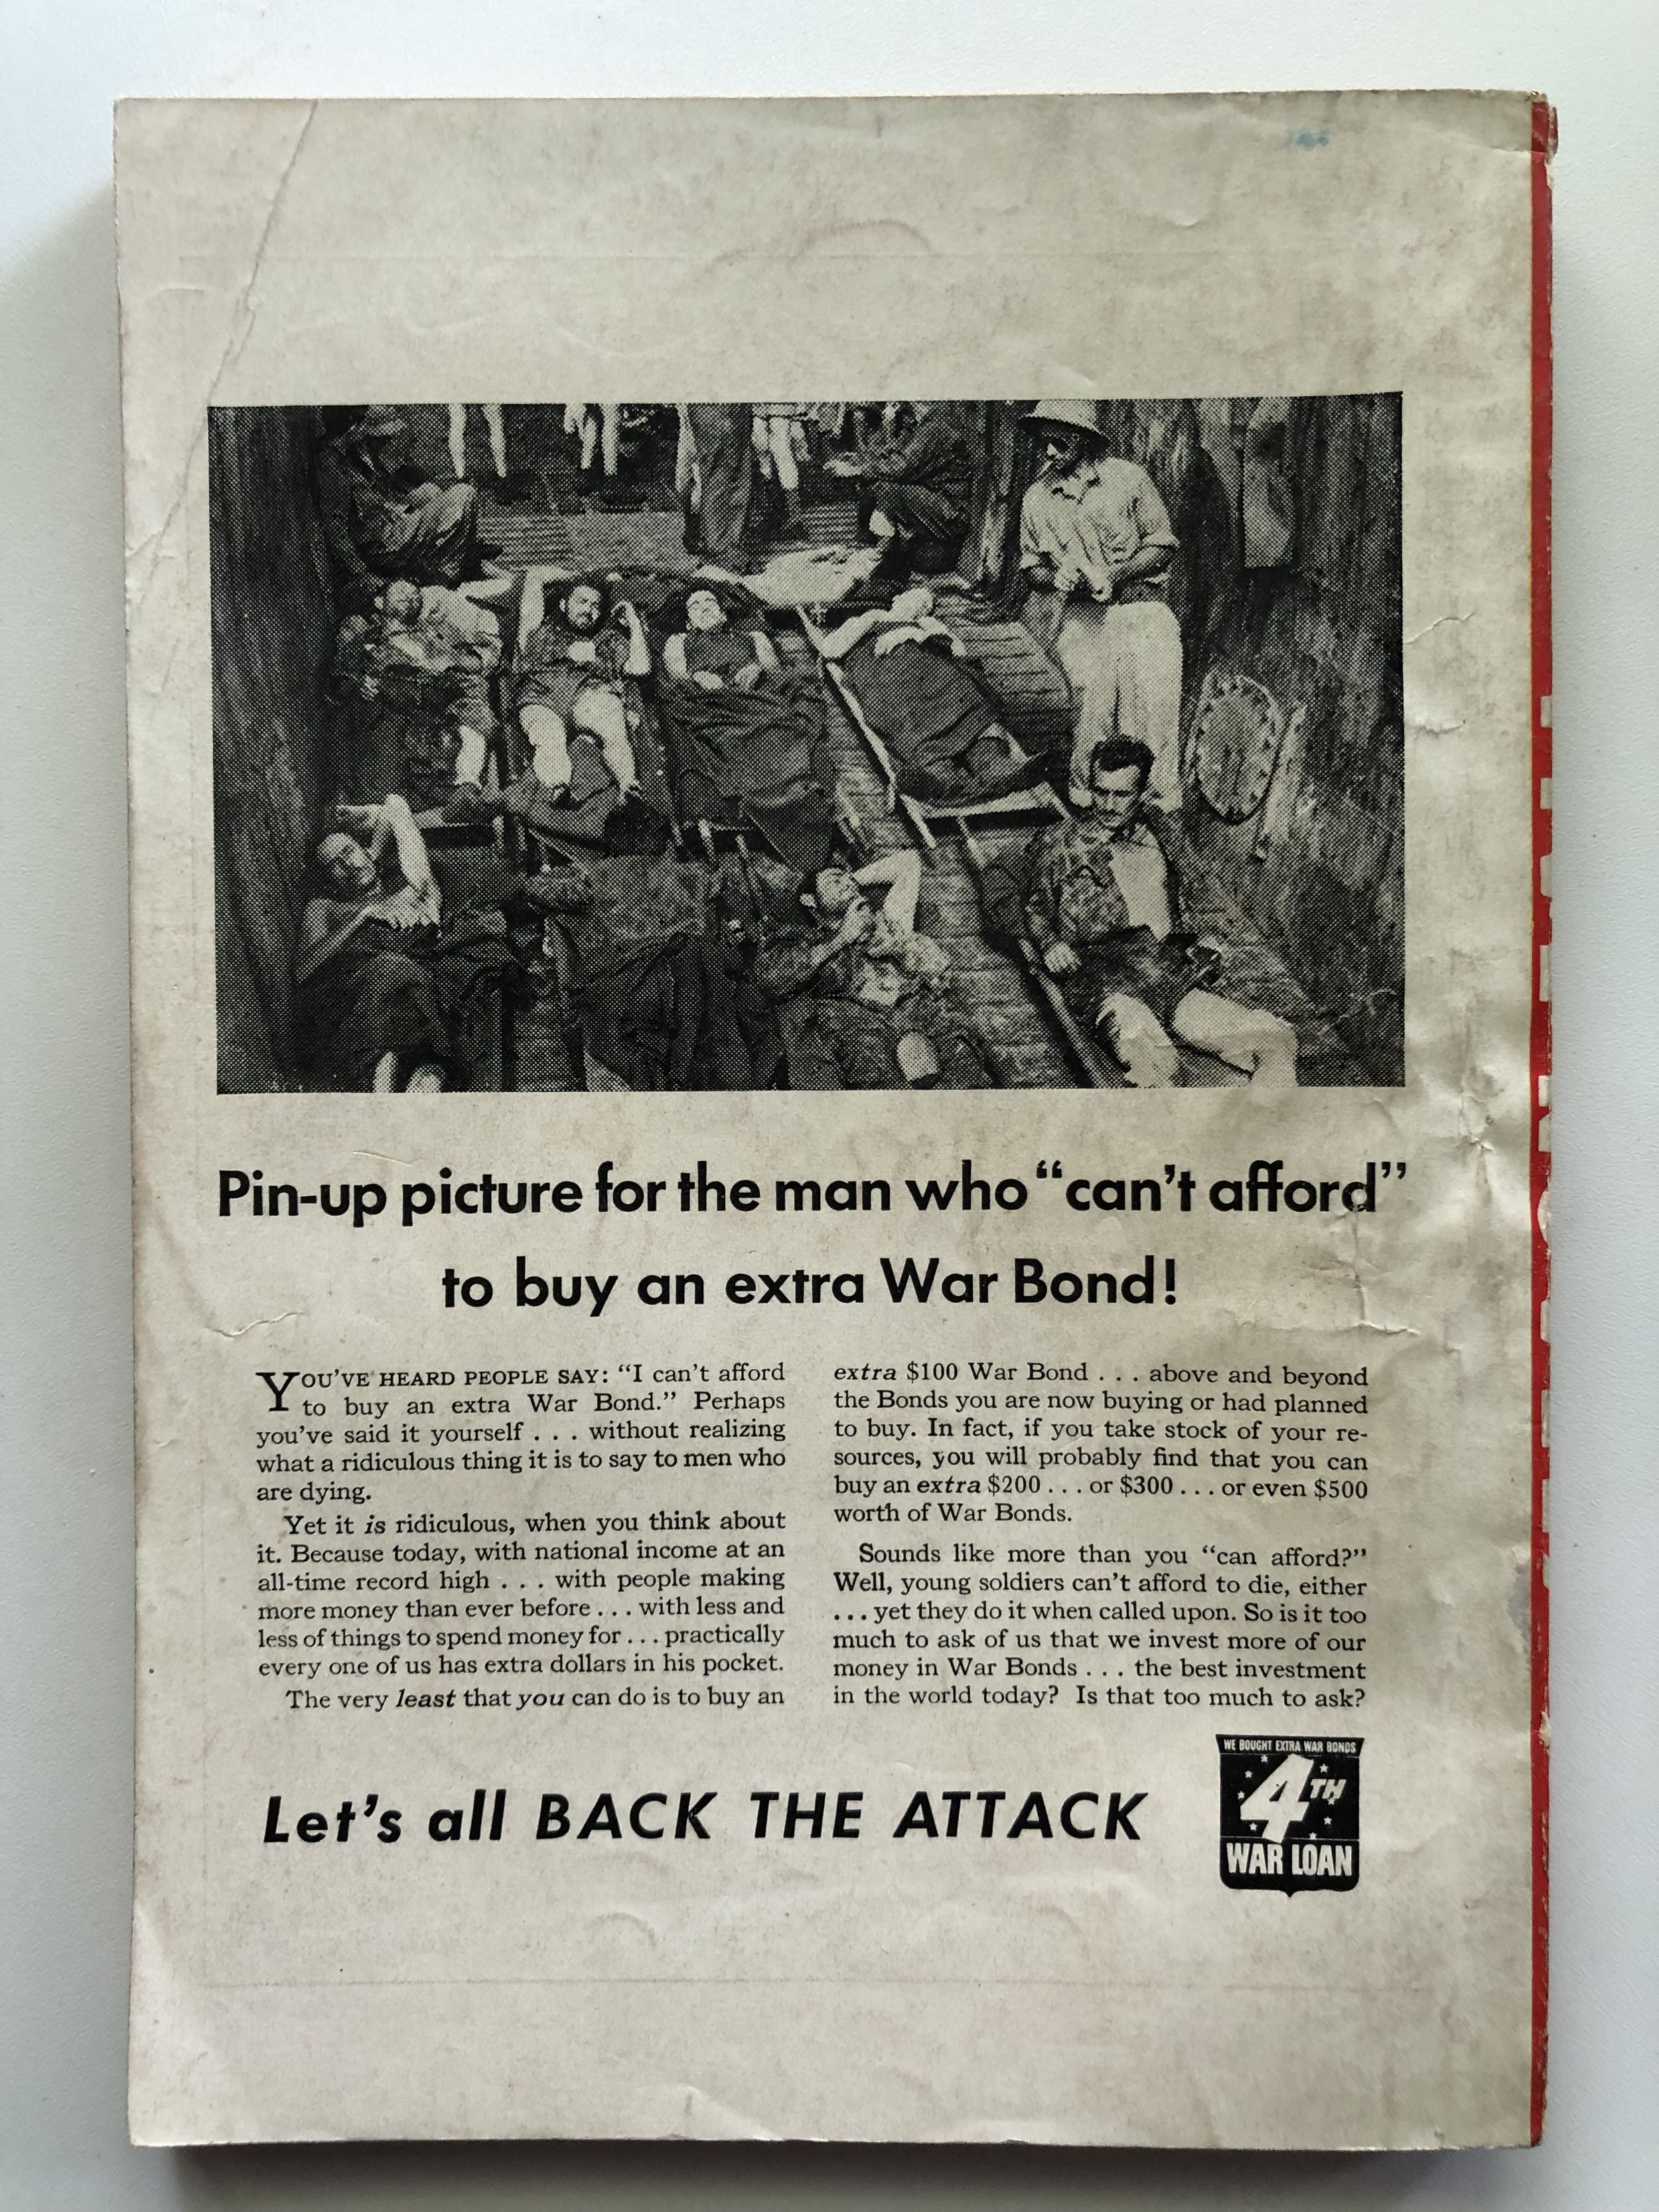 Pin-up picture for the man who “can’t afford”
to buy an extra War Bond!
YOU’VE HEARD PEOPLE SAY: “I can’t afford
to buy an extra War Bond.” Perhaps
you’ve said it yourself . . . without realizing
what a ridiculous thing it is to say to men who
are dying.
Yet it is ridiculous, when you think about
it. Because today, with national income at an
all-time record high . . . with people making
more money than ever before . . . with less and
less of things to spend money for . . . practically
every one of us has extra dollars in his pocket.
The very least that you can do is to buy an
extra $100 War Bond . . . above and beyond
the Bonds you are now buying or had planned
to buy. In fact, if you take stock of your re-
sources, you will probably find that you can
buy an extra $200 . . . or $300 . . . or even $500
worth of War Bonds.
Sounds like more than you “can afford?”
Well, young soldiers can’t afford to die, either
. . . yet they do it when called upon. So is it too
much to ask of us that we invest more of our
money in War Bonds . . . the best investment
in the world today? Is that too much to ask?
Let’s all BACK THE ATTACK
WE BOUGHT EXTRA WAR BONDS
4TH
WAR LOAN